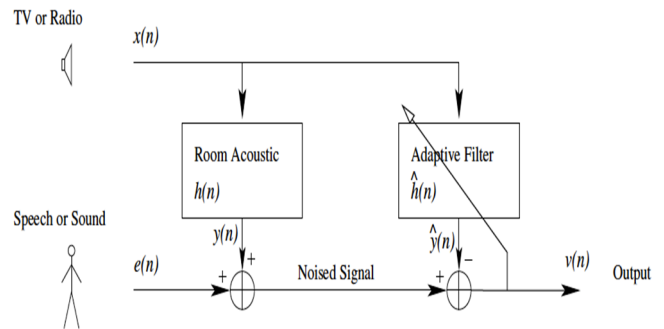 TV or Radio
x(n)
Room Acoustic
h(n)
Adaptive Filter
ĥ(n)
Speech or Sound
y(n)
+
ŷ(n)
−
e(n)
+
Noised Signal
+
v(n)
Output